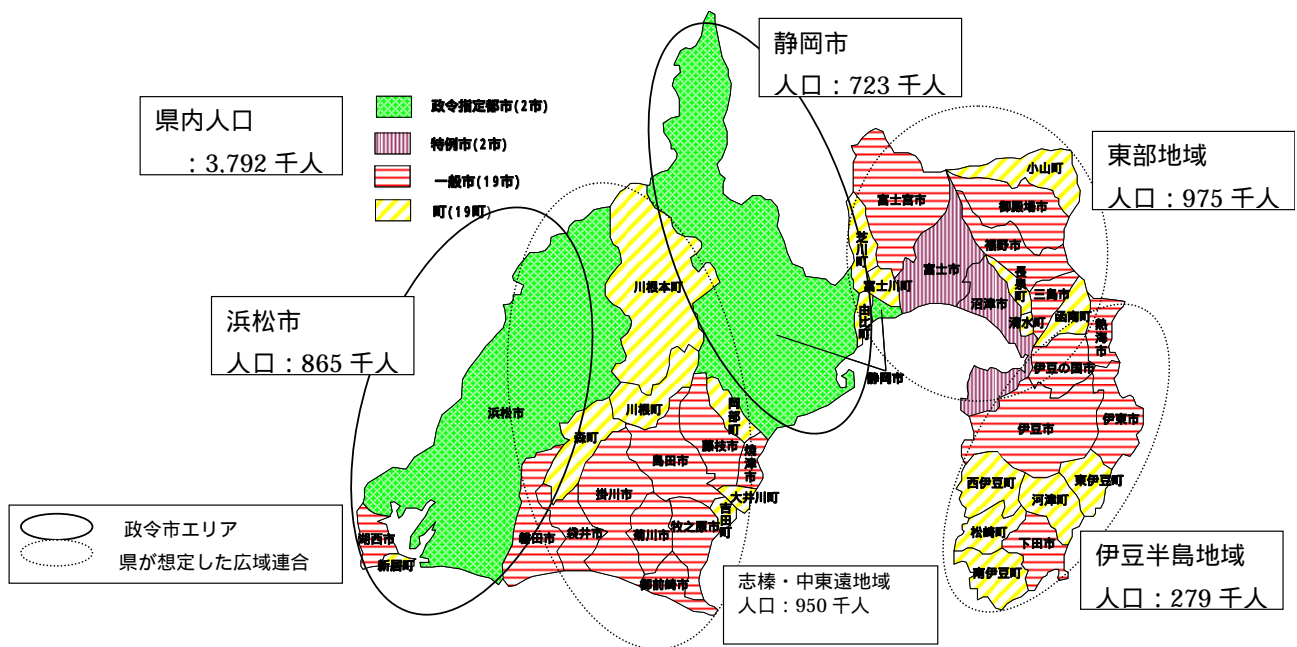 静岡市
人口：723 千人
県内人口
：3,792 千人
政令指定都市(2市)
特例市(2市)
一般市(19市)
町(19町)
東部地域
人口：975 千人
浜松市
人口：865 千人
小山町
富士宮市
御殿場市
裾野市
芝川町
富士市
長泉町
富士川町
沼津市
三島市
函南町
由比町
清水町
熱海市
川根本町
静岡市
伊豆の国市
浜松市
川根町
岡部町
伊豆市
伊東市
森町
藤枝市
焼津市
島田市
西伊豆町
東伊豆町
河津町
掛川市
大井川町
吉田町
牧之原市
松崎町
下田市
湖西市
新居町
磐田市
袋井市
菊川市
南伊豆町
御前崎市
政令市エリア
県が想定した広域連合
志榛・中東遠地域
人口：950 千人
伊豆半島地域
人口：279 千人